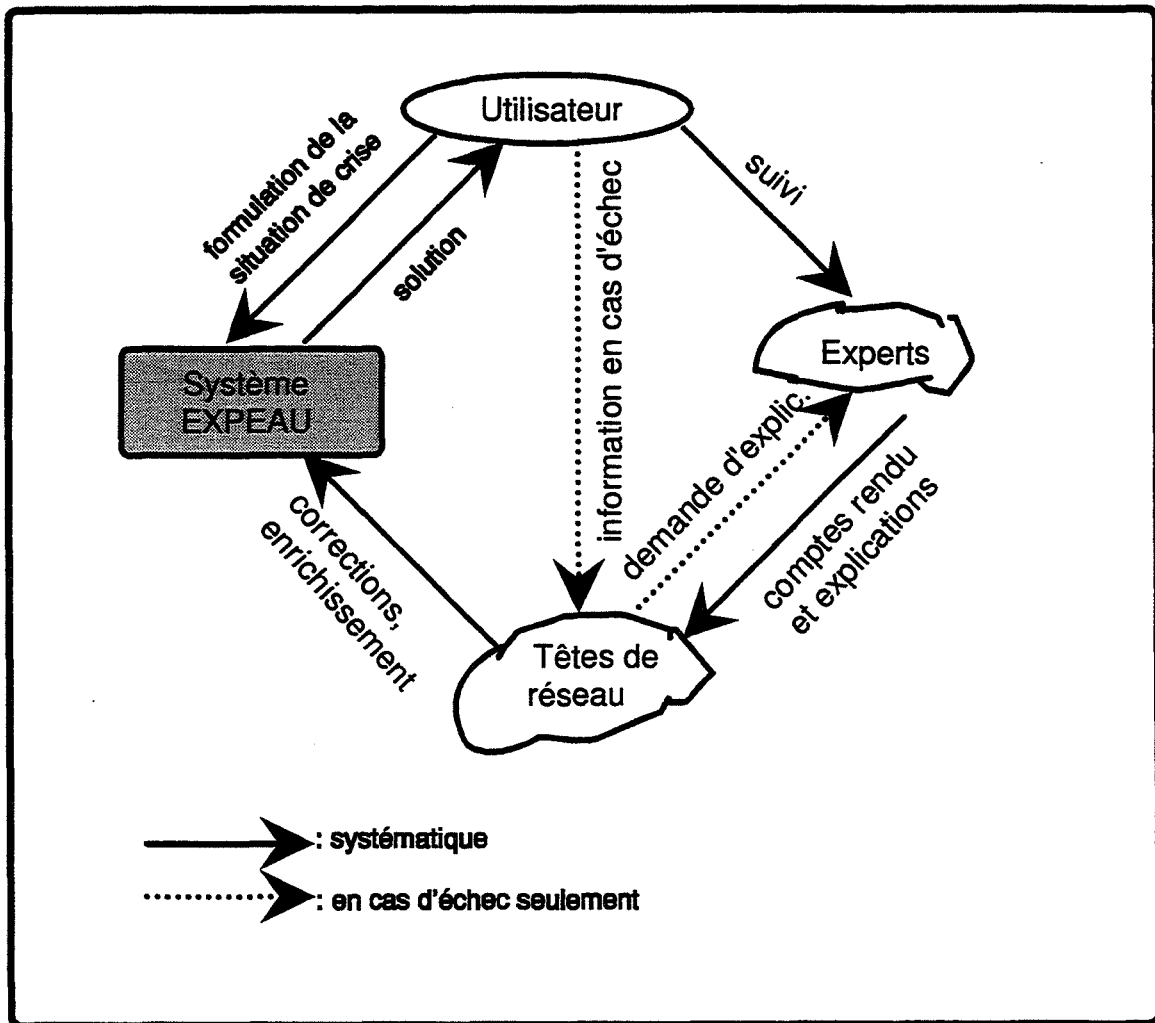 Utilisateur
formulation de la
situation de crise
solution
information en cas d'échec
suivi
Système
EXPEAU
Experts
demande d'explic.
comptes rendu
et explications
corrections,
enrichissement
Têtes de
réseau
: systématique
: en cas d'échec seulement